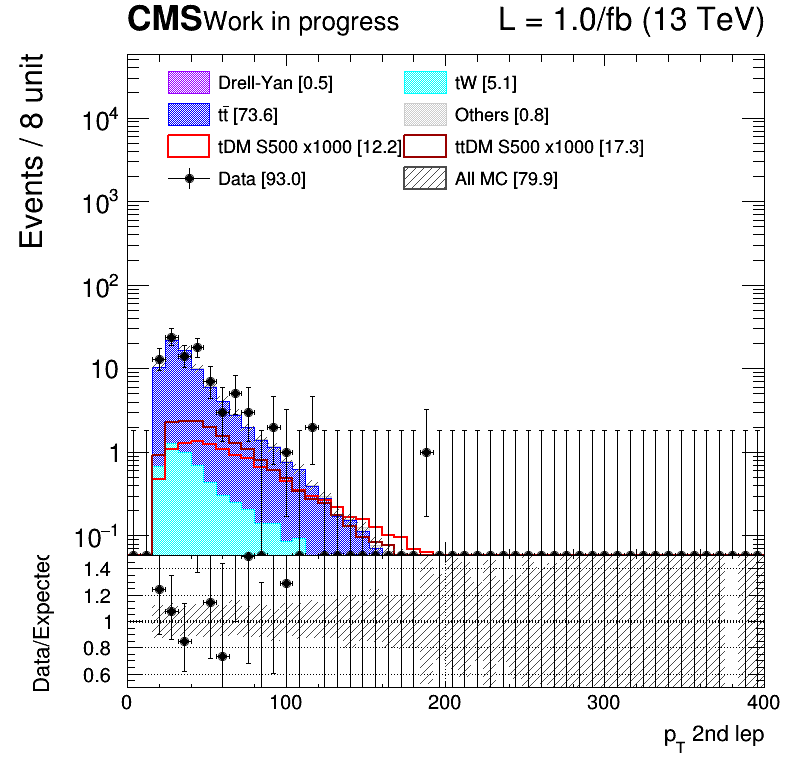 CMS Work in progress L = 1.0/fb (13 TeV)
Events / 8 unit
Drell-Yan [0.5] tW [5.1]
tt̄ [73.6] Others [0.8]
tDM S500 x1000 [12.2] ttDM S500 x1000 [17.3]
Data [93.0] All MC [79.9]
10⁴
10³
10²
10
1
10⁻¹
Data/Expected
1.4
1.2
1
0.8
0.6
0 100 200 300 400
p_T 2nd lep